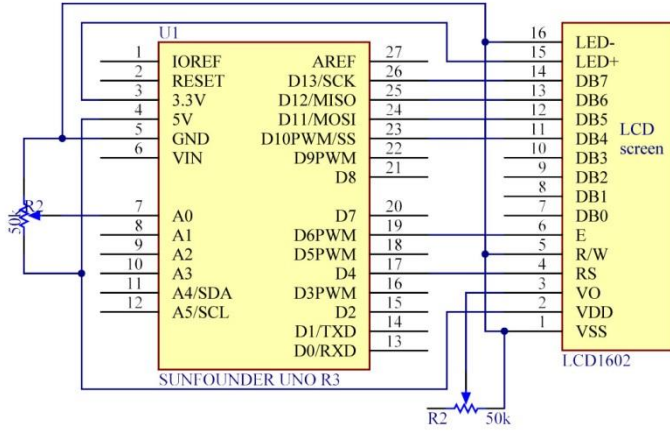 U1
1 IOREF
2 RESET
3 3.3V
4 5V
5 GND
6 VIN
7 A0
8 A1
9 A2
10 A3
11 A4/SDA
12 A5/SCL
AREF 27
D13/SCK 26
D12/MISO 25
D11/MOSI 24
D10PWM/SS 23
D9PWM 22
D8 21
D7 20
D6PWM 19
D5PWM 18
D4 17
D3PWM 16
D2 15
D1/TXD 14
D0/RXD 13
SUNFOUNDER UNO R3
R2
50k
16 LED-
15 LED+
14 DB7
13 DB6
12 DB5
11 DB4
10 DB3
9 DB2
8 DB1
7 DB0
6 E
5 R/W
4 RS
3 VO
2 VDD
1 VSS
LCD
screen
LCD1602
R2 50k